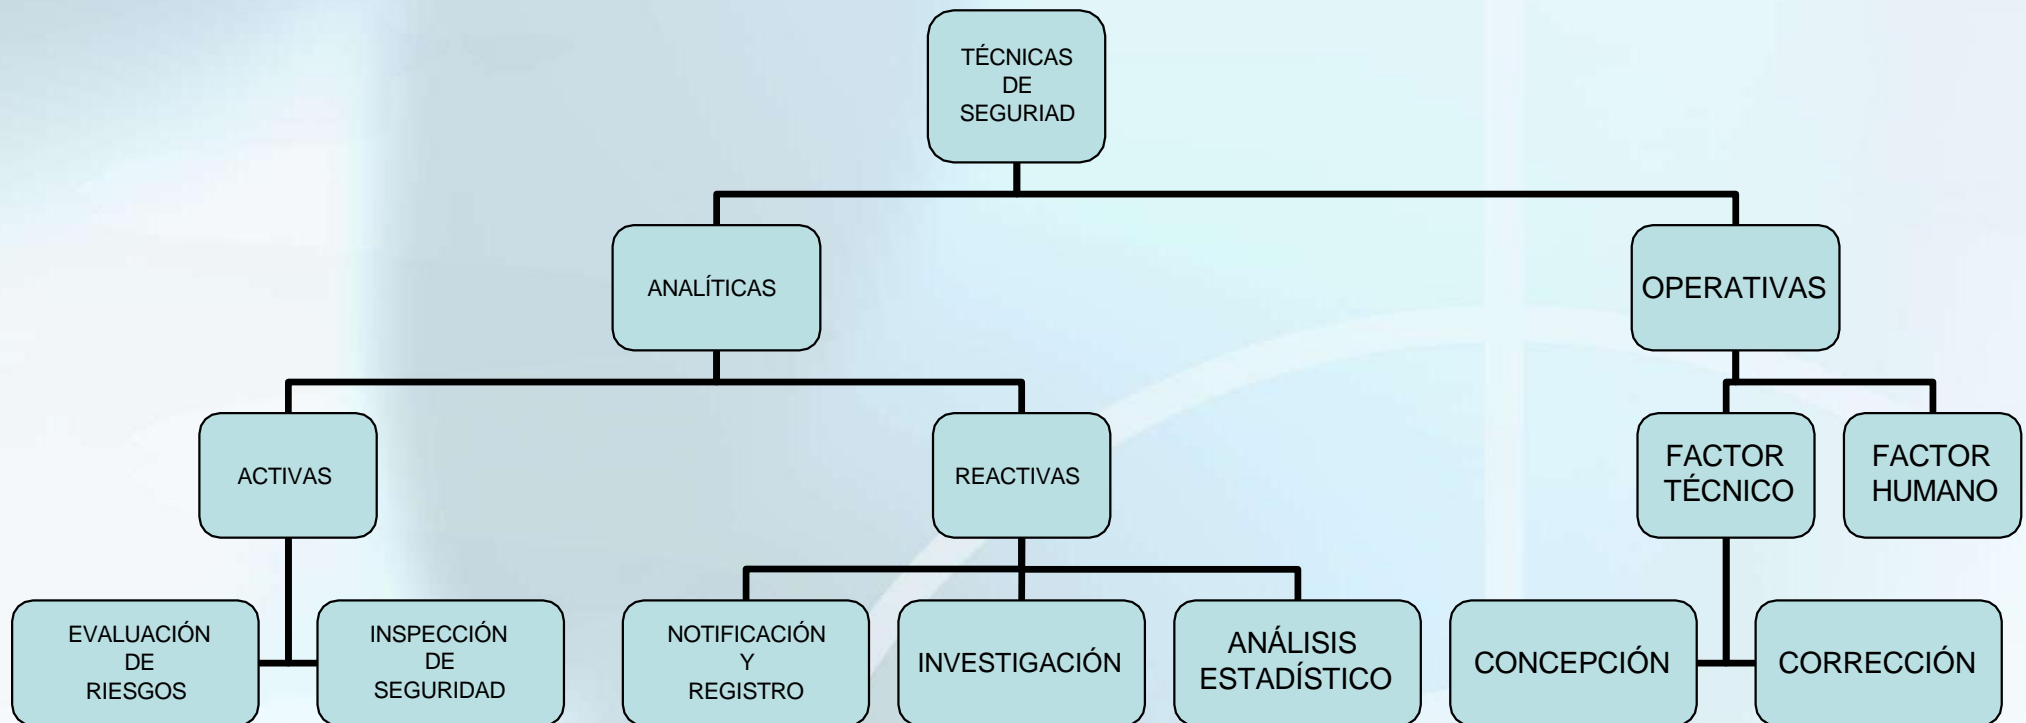 TÉCNICAS
DE
SEGURIAD
ANALÍTICAS
OPERATIVAS
ACTIVAS
REACTIVAS
FACTOR
TÉCNICO
FACTOR
HUMANO
EVALUACIÓN
DE
RIESGOS
INSPECCIÓN
DE
SEGURIDAD
NOTIFICACIÓN
Y
REGISTRO
INVESTIGACIÓN
ANÁLISIS
ESTADÍSTICO
CONCEPCIÓN
CORRECCIÓN